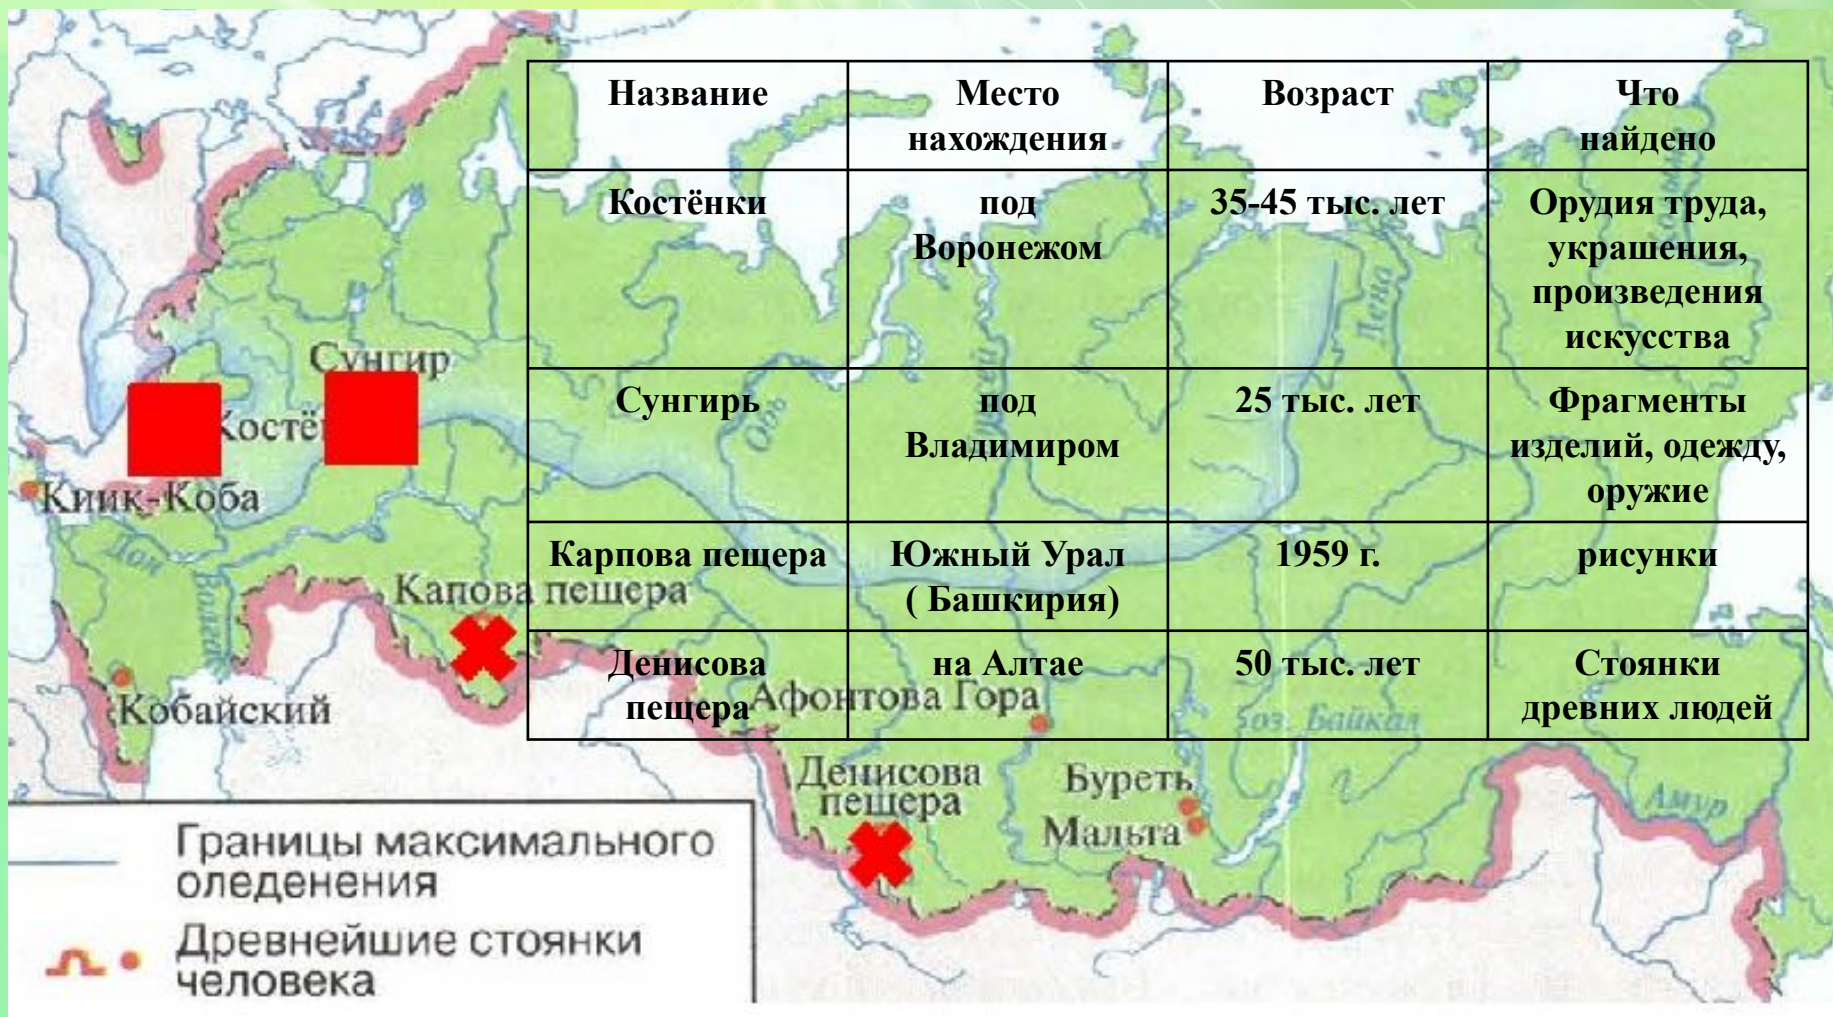 Название
Место
нахождения
Возраст
Что
найдено
Костёнки
под
Воронежом
35-45 тыс. лет
Орудия труда,
украшения,
произведения
искусства
Сунгирь
под
Владимиром
25 тыс. лет
Фрагменты
изделий, одежду,
оружие
Карпова пещера
Южный Урал
( Башкирия)
1959 г.
рисунки
Денисова
пещера
на Алтае
50 тыс. лет
Стоянки
древних людей
Сунгир
Киик-Коба
Дон
Капова пещера
Кобайский
Обь
Лена
Афонтова Гора
оз. Байкал
Денисова
пещера
Буреть
Мальта
Амур
Границы максимального
оледенения
Древнейшие стоянки
человека